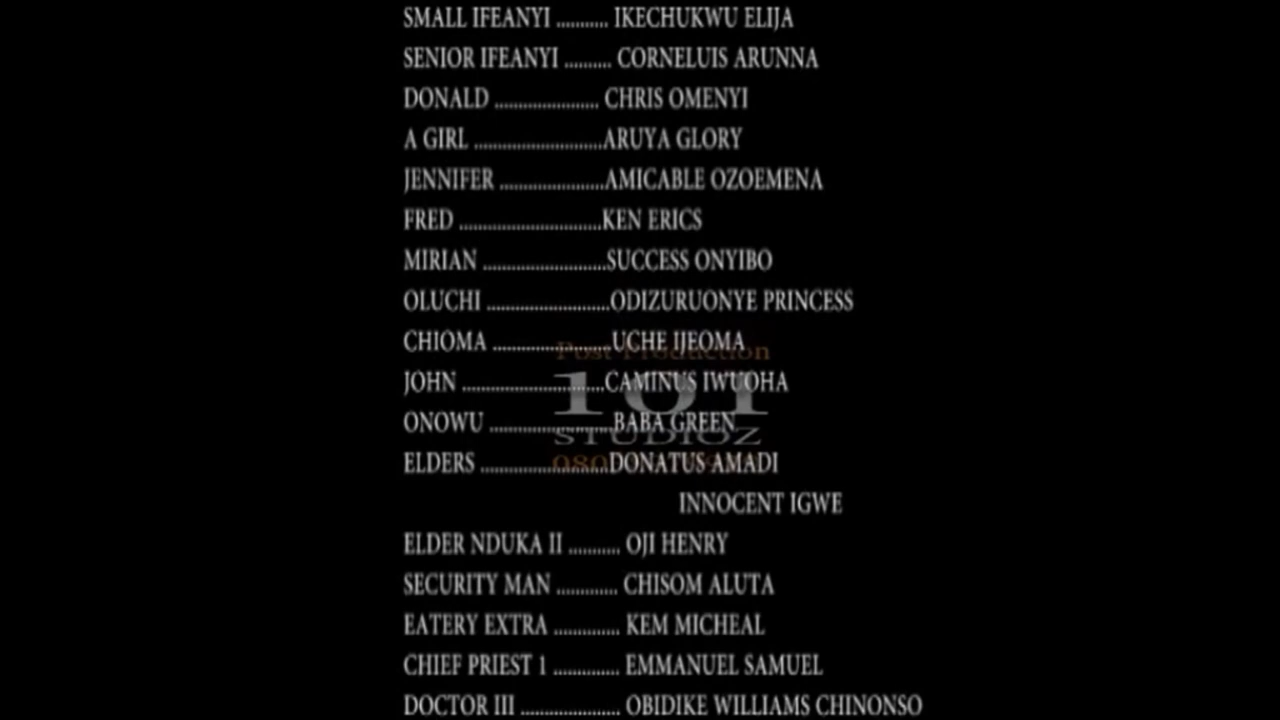 SMALL IFEANYI ........... IKECHUKWU ELIJA
SENIOR IFEANYI .......... CORNELUIS ARUNNA
DONALD ...................... CHRIS OMENYI
A GIRL ...........................ARUYA GLORY
JENNIFER ......................AMICABLE OZOEMENA
FRED ..............................KEN ERICS
MIRIAN ..........................SUCCESS ONYIBO
OLUCHI ..........................ODIZURUONYE PRINCESS
CHIOMA .........................UCHE IJEOMA
Post Production
JOHN ..............................CAMINUS IWUOHA
101
ONOWU ..........................BABA GREEN
STUDIOZ
ELDERS ...........................DONATUS AMADI
INNOCENT IGWE
ELDER NDUKA II ........... OJI HENRY
SECURITY MAN ............. CHISOM ALUTA
EATERY EXTRA .............. KEM MICHEAL
CHIEF PRIEST 1 .............. EMMANUEL SAMUEL
DOCTOR III ..................... OBIDIKE WILLIAMS CHINONSO